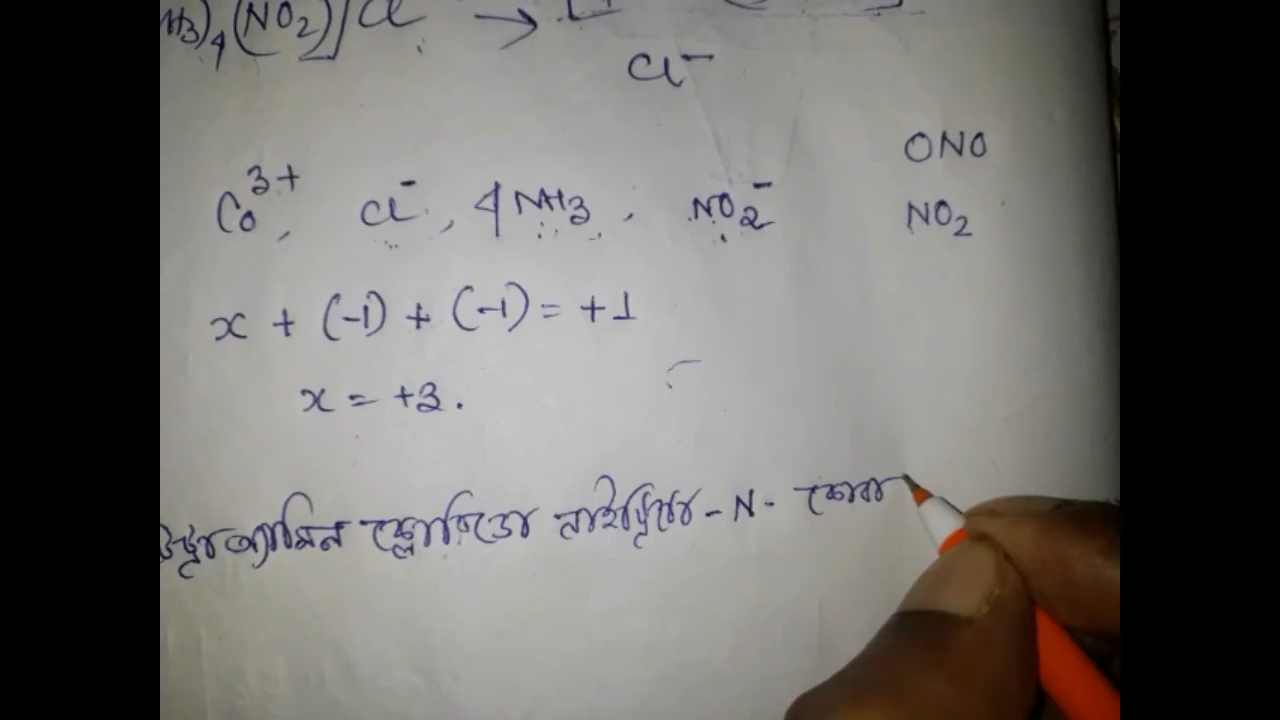 H3)4(NO2)]Cl →
Cl⁻
ONO
Co³⁺, Cl⁻, 4NH3, NO2⁻ NO2
x + (-1) + (-1) = +1
x = +3.
ট্রাঅ্যামিন ক্লোরিডো নাইট্রিটো-N-কোবা